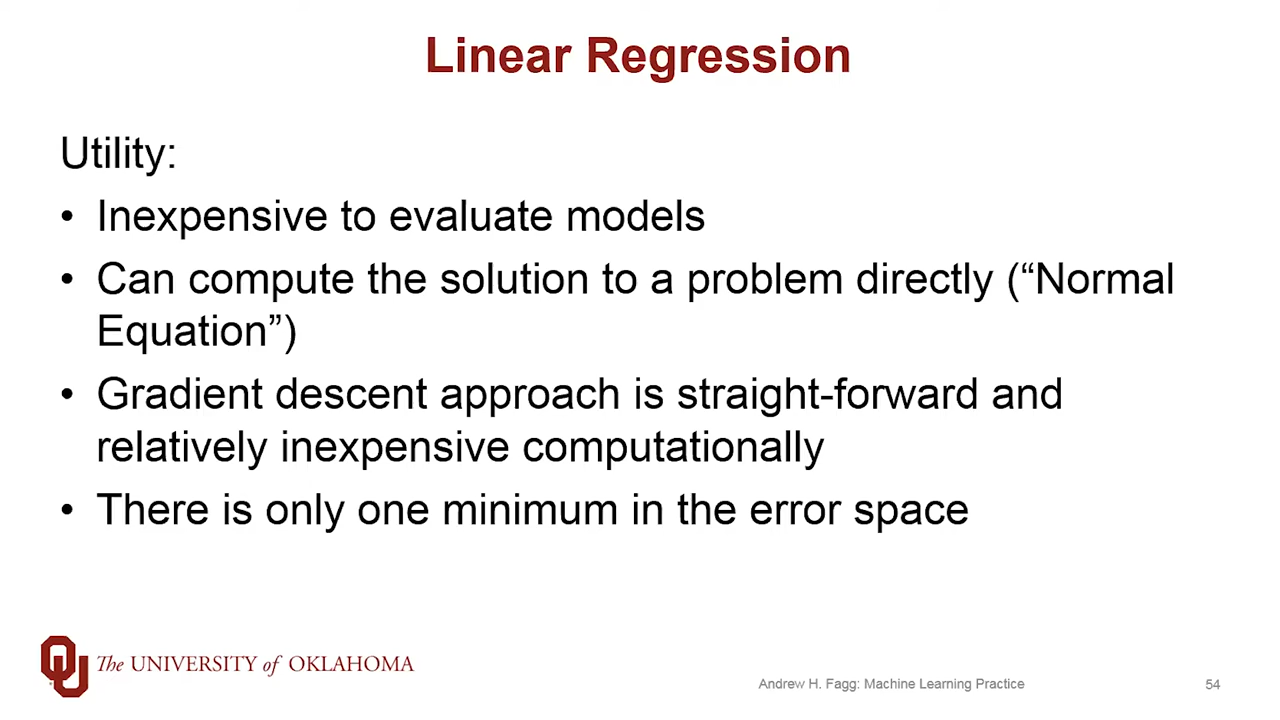 Linear Regression
Utility:
• Inexpensive to evaluate models
• Can compute the solution to a problem directly (“Normal
Equation”)
• Gradient descent approach is straight-forward and
relatively inexpensive computationally
• There is only one minimum in the error space
OU The UNIVERSITY of OKLAHOMA
Andrew H. Fagg: Machine Learning Practice
54